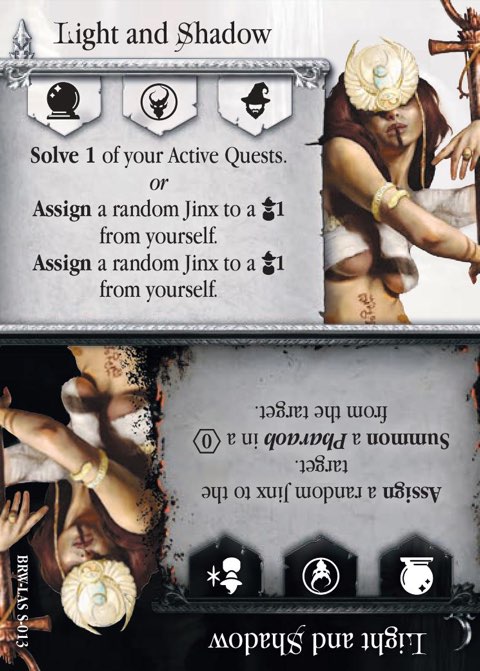 Light and Shadow
Solve 1 of your Active Quests.
or
Assign a random Jinx to a 1
from yourself.
Assign a random Jinx to a 1
from yourself.
Light and Shadow
Assign a random Jinx to the
target.
Summon a Pharaoh in a 0
from the target.
BRW-LAS S-013